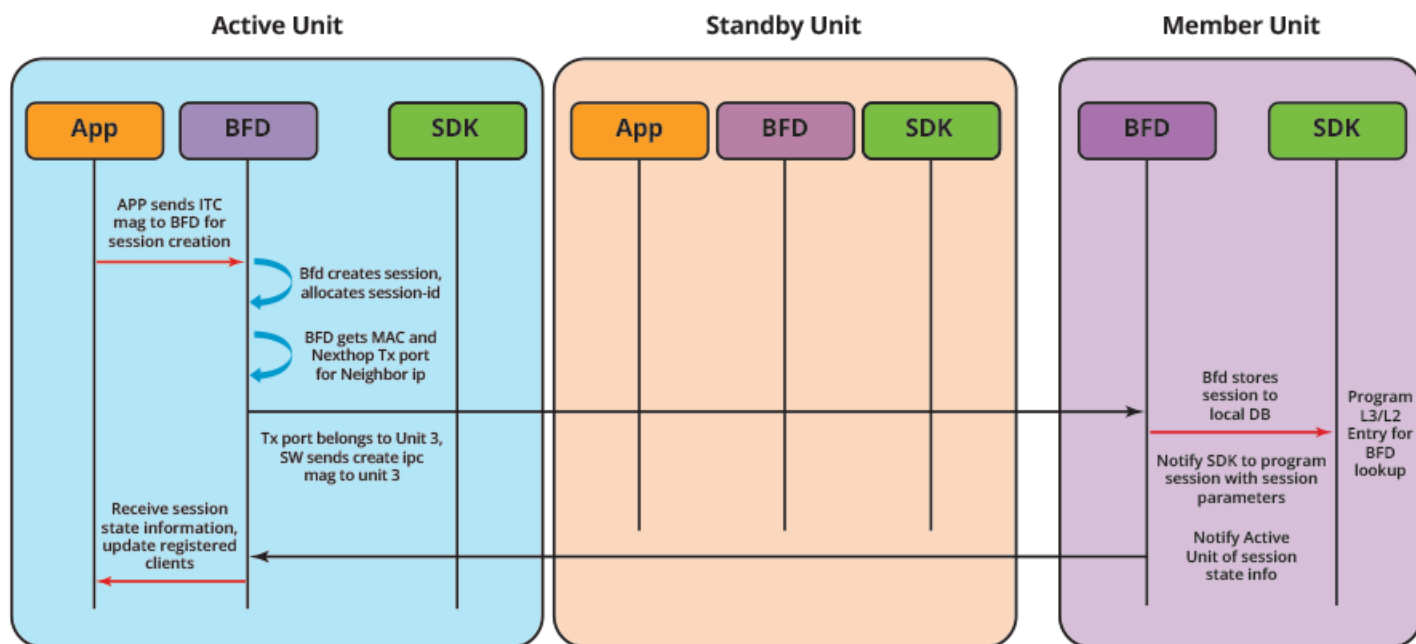 Active Unit
Standby Unit
Member Unit
App
BFD
SDK
App
BFD
SDK
BFD
SDK
APP sends ITC
mag to BFD for
session creation
Bfd creates session,
allocates session-id
BFD gets MAC and
Nexthop Tx port
for Neighbor ip
Tx port belongs to Unit 3,
SW sends create ipc
mag to unit 3
Receive session
state information,
update registered
clients
Bfd stores
session to
local DB
Notify SDK to program
session with session
parameters
Program
L3/L2
Entry for
BFD
lookup
Notify Active
Unit of session
state info